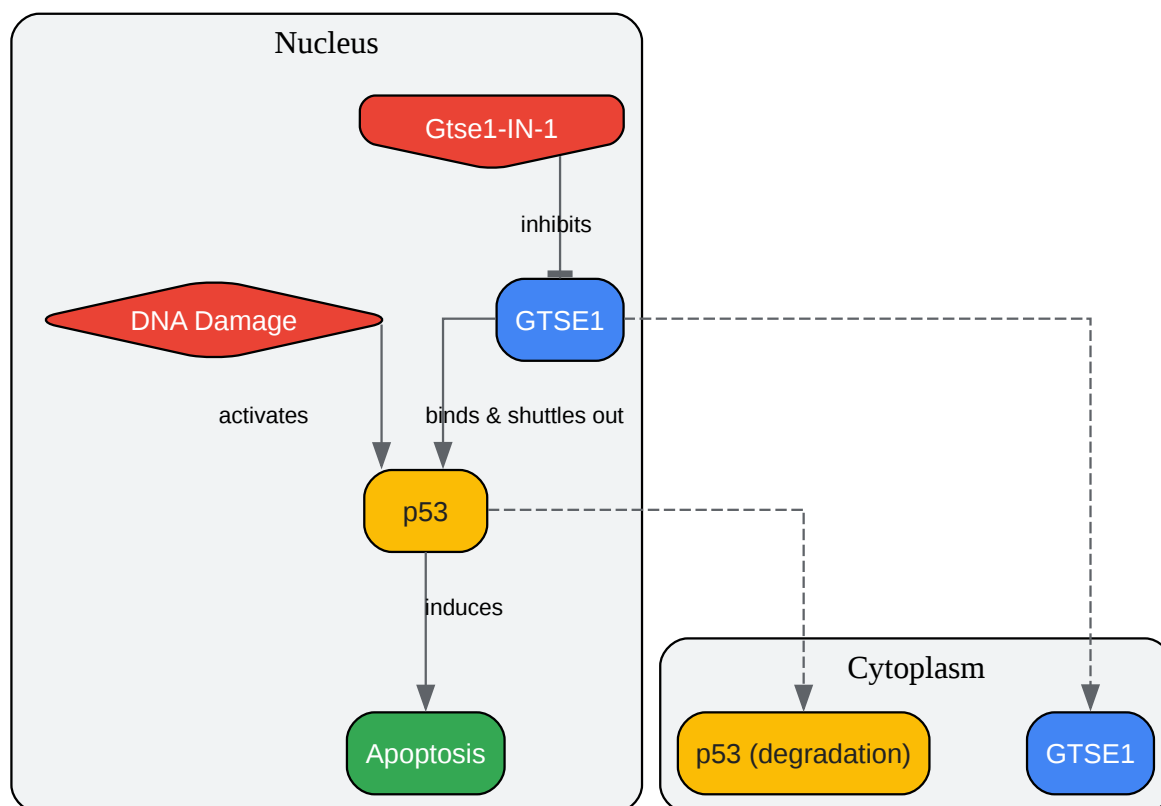 Nucleus
Gtse1-IN-1
inhibits
DNA Damage
GTSE1
activates
binds & shuttles out
p53
induces
Cytoplasm
Apoptosis
p53 (degradation)
GTSE1